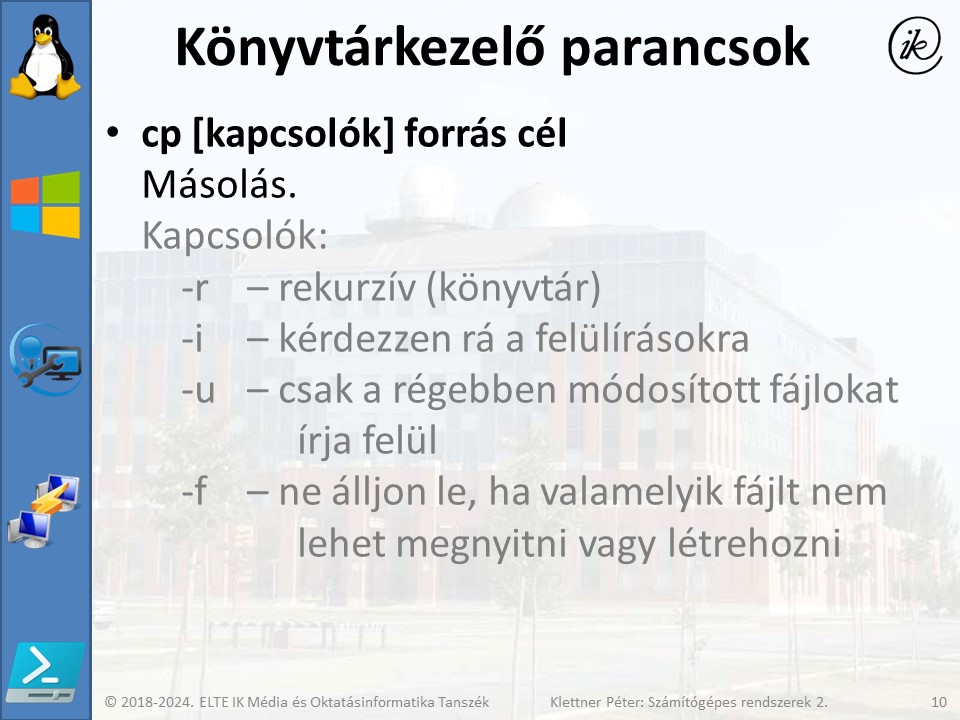 Könyvtárkezelő parancsok
ik
• cp [kapcsolók] forrás cél
Másolás.
Kapcsolók:
-r – rekurzív (könyvtár)
-i – kérdezzen rá a felülírásokra
-u – csak a régebben módosított fájlokat
írja felül
-f – ne álljon le, ha valamelyik fájlt nem
lehet megnyitni vagy létrehozni
© 2018-2024. ELTE IK Média és Oktatásinformatika Tanszék Klettner Péter: Számítógépes rendszerek 2. 10